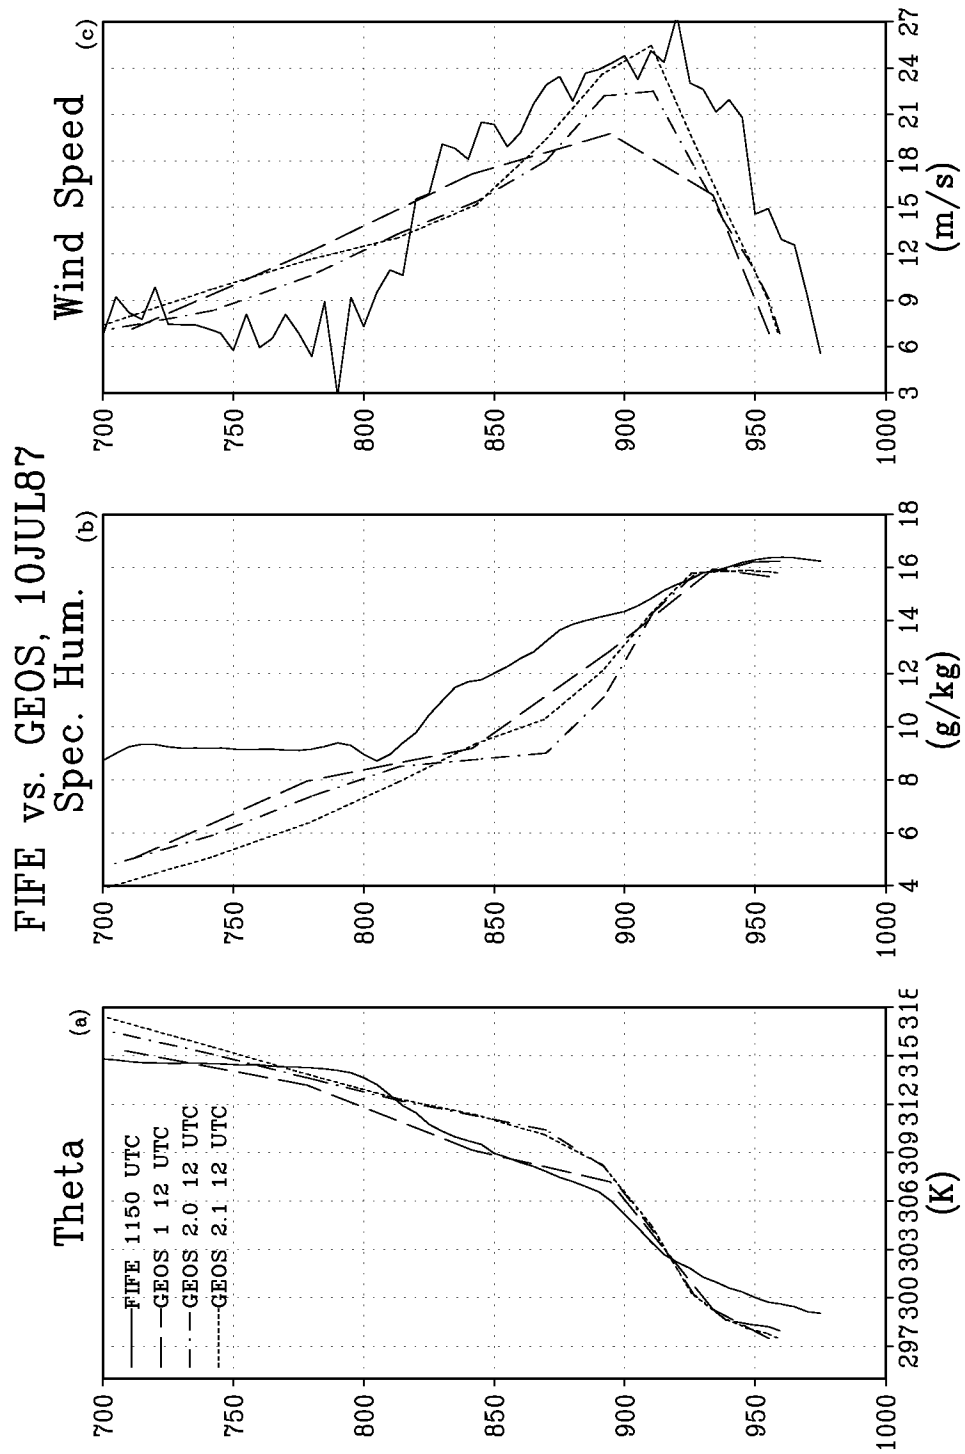 FIFE vs. GEOS, 10JUL87
Theta
(a)
FIFE 1150 UTC
GEOS 1 12 UTC
GEOS 2.0 12 UTC
GEOS 2.1 12 UTC
700
750
800
850
900
950
1000
297 300 303 306 309 312 315
(K)
Spec. Hum.
(b)
700
750
800
850
900
950
1000
4 6 8 10 12 14 16 18
(g/kg)
Wind Speed
(c)
700
750
800
850
900
950
1000
3 6 9 12 15 18 21 24 27
(m/s)